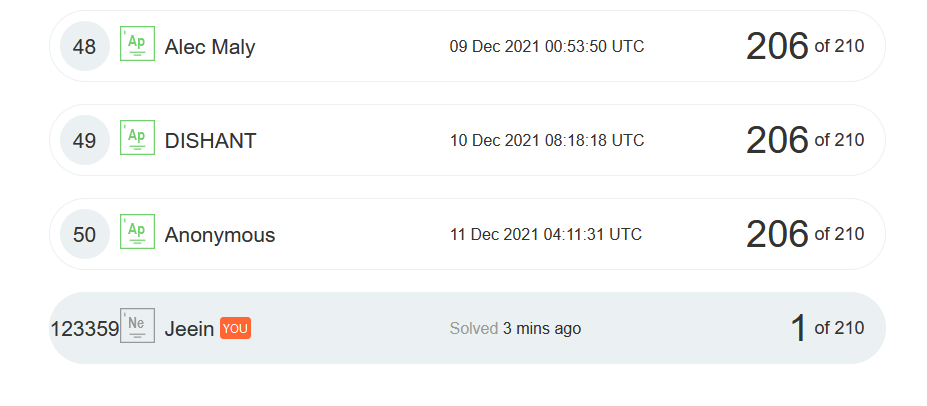 48 Ap Alec Maly 09 Dec 2021 00:53:50 UTC 206 of 210
49 Ap DISHANT 10 Dec 2021 08:18:18 UTC 206 of 210
50 Ap Anonymous 11 Dec 2021 04:11:31 UTC 206 of 210
123359 Ne Jeein YOU Solved 3 mins ago 1 of 210